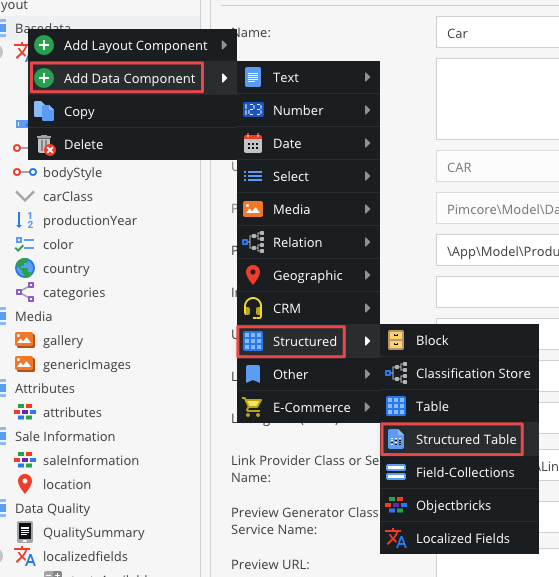 yout
Basedata
Name:
Car
Add Layout Component
Add Data Component
Copy
Delete
Text
Number
Date
Select
Media
Relation
Geographic
CRM
Structured
Other
E-Commerce
Block
Classification Store
Table
Structured Table
Field-Collections
Objectbricks
Localized Fields
bodyStyle
carClass
productionYear
color
country
categories
Media
gallery
genericImages
Attributes
attributes
Sale Information
saleInformation
location
Data Quality
QualitySummary
localizedfields
CAR
Pimcore\Model\Da
\App\Model\Produ
Link Provider Class or Se
Name:
\Lin
Preview Generator Class
Service Name:
Preview URL: